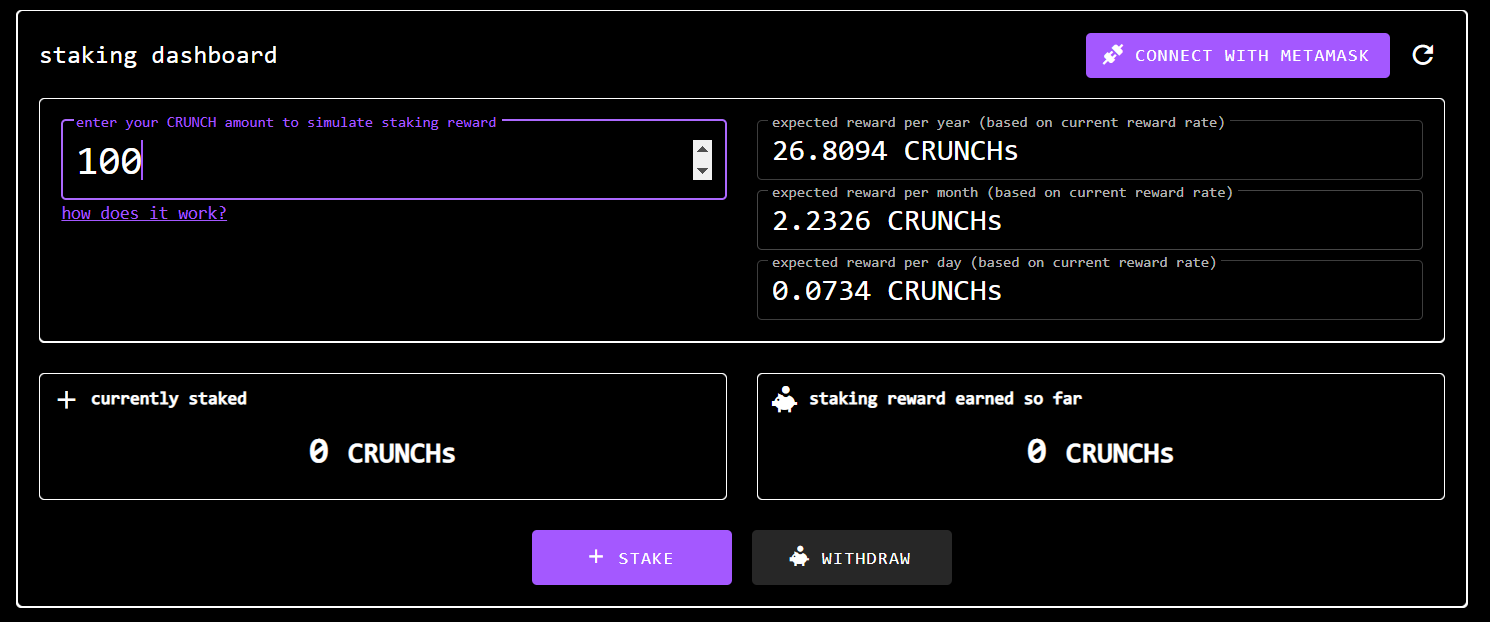 staking dashboard
CONNECT WITH METAMASK
enter your CRUNCH amount to simulate staking reward
100
how does it work?
expected reward per year (based on current reward rate)
26.8094 CRUNCHs
expected reward per month (based on current reward rate)
2.2326 CRUNCHs
expected reward per day (based on current reward rate)
0.0734 CRUNCHs
currently staked
0 CRUNCHs
staking reward earned so far
0 CRUNCHs
STAKE
WITHDRAW